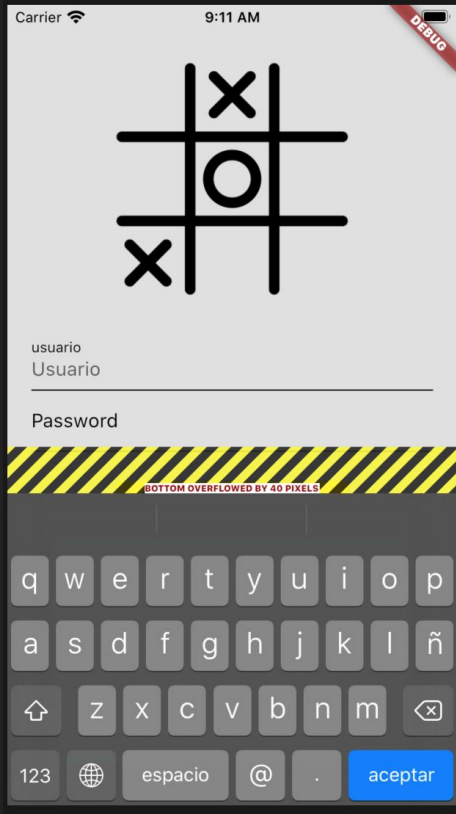 Carrier 9:11 AM
DEBUG
usuario
Usuario
Password
BOTTOM OVERFLOWED BY 40 PIXELS
q w e r t y u i o p
a s d f g h j k l ñ
z x c v b n m
123 espacio @ . aceptar